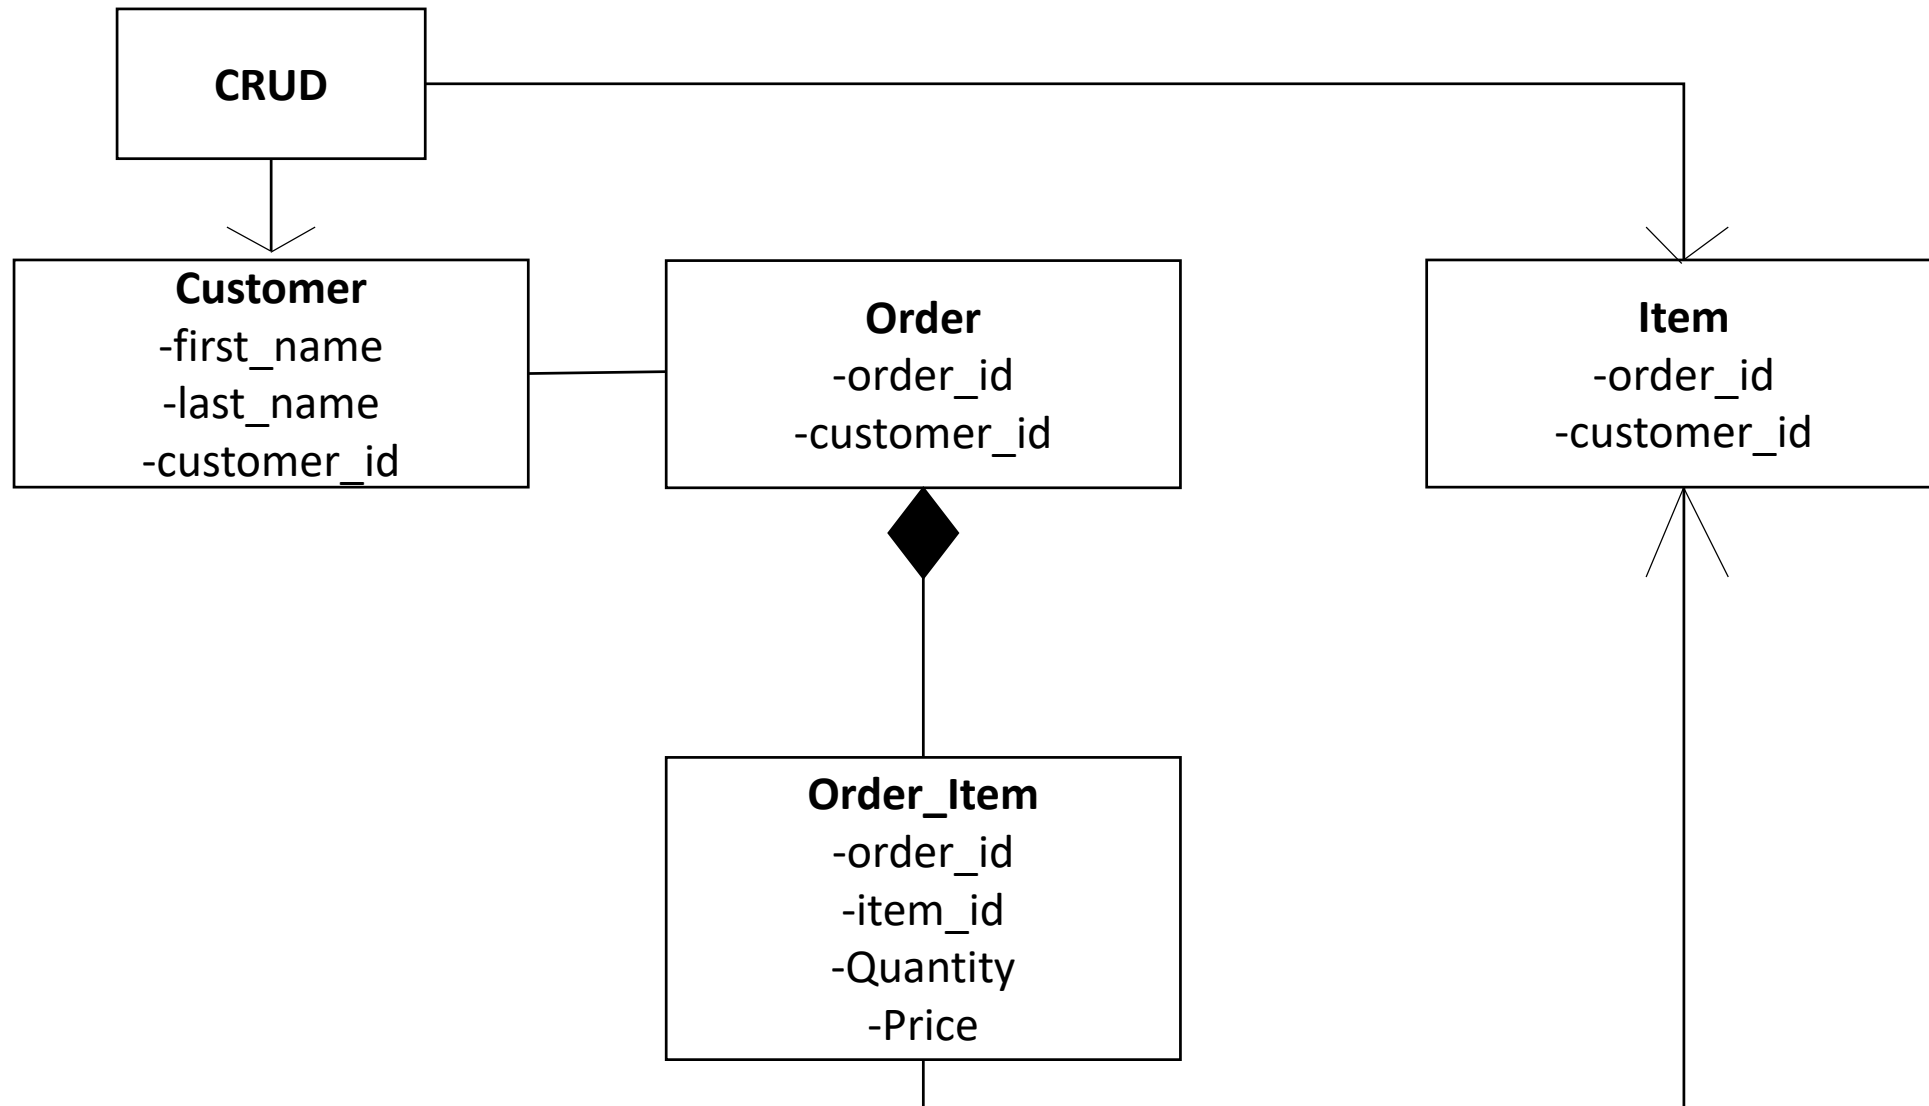 CRUD
Customer
-first_name
-last_name
-customer_id
Order
-order_id
-customer_id
Item
-order_id
-customer_id
Order_Item
-order_id
-item_id
-Quantity
-Price